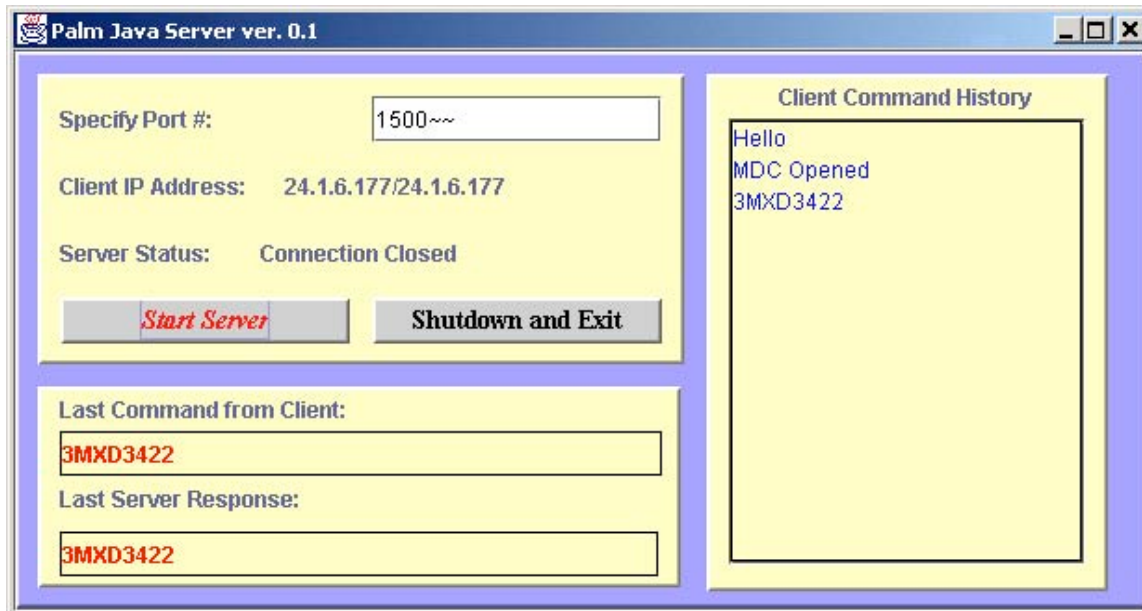 Palm Java Server ver. 0.1
Specify Port #: 1500~~
Client IP Address: 24.1.6.177/24.1.6.177
Server Status: Connection Closed
Start Server Shutdown and Exit
Last Command from Client:
3MXD3422
Last Server Response:
3MXD3422
Client Command History
Hello
MDC Opened
3MXD3422